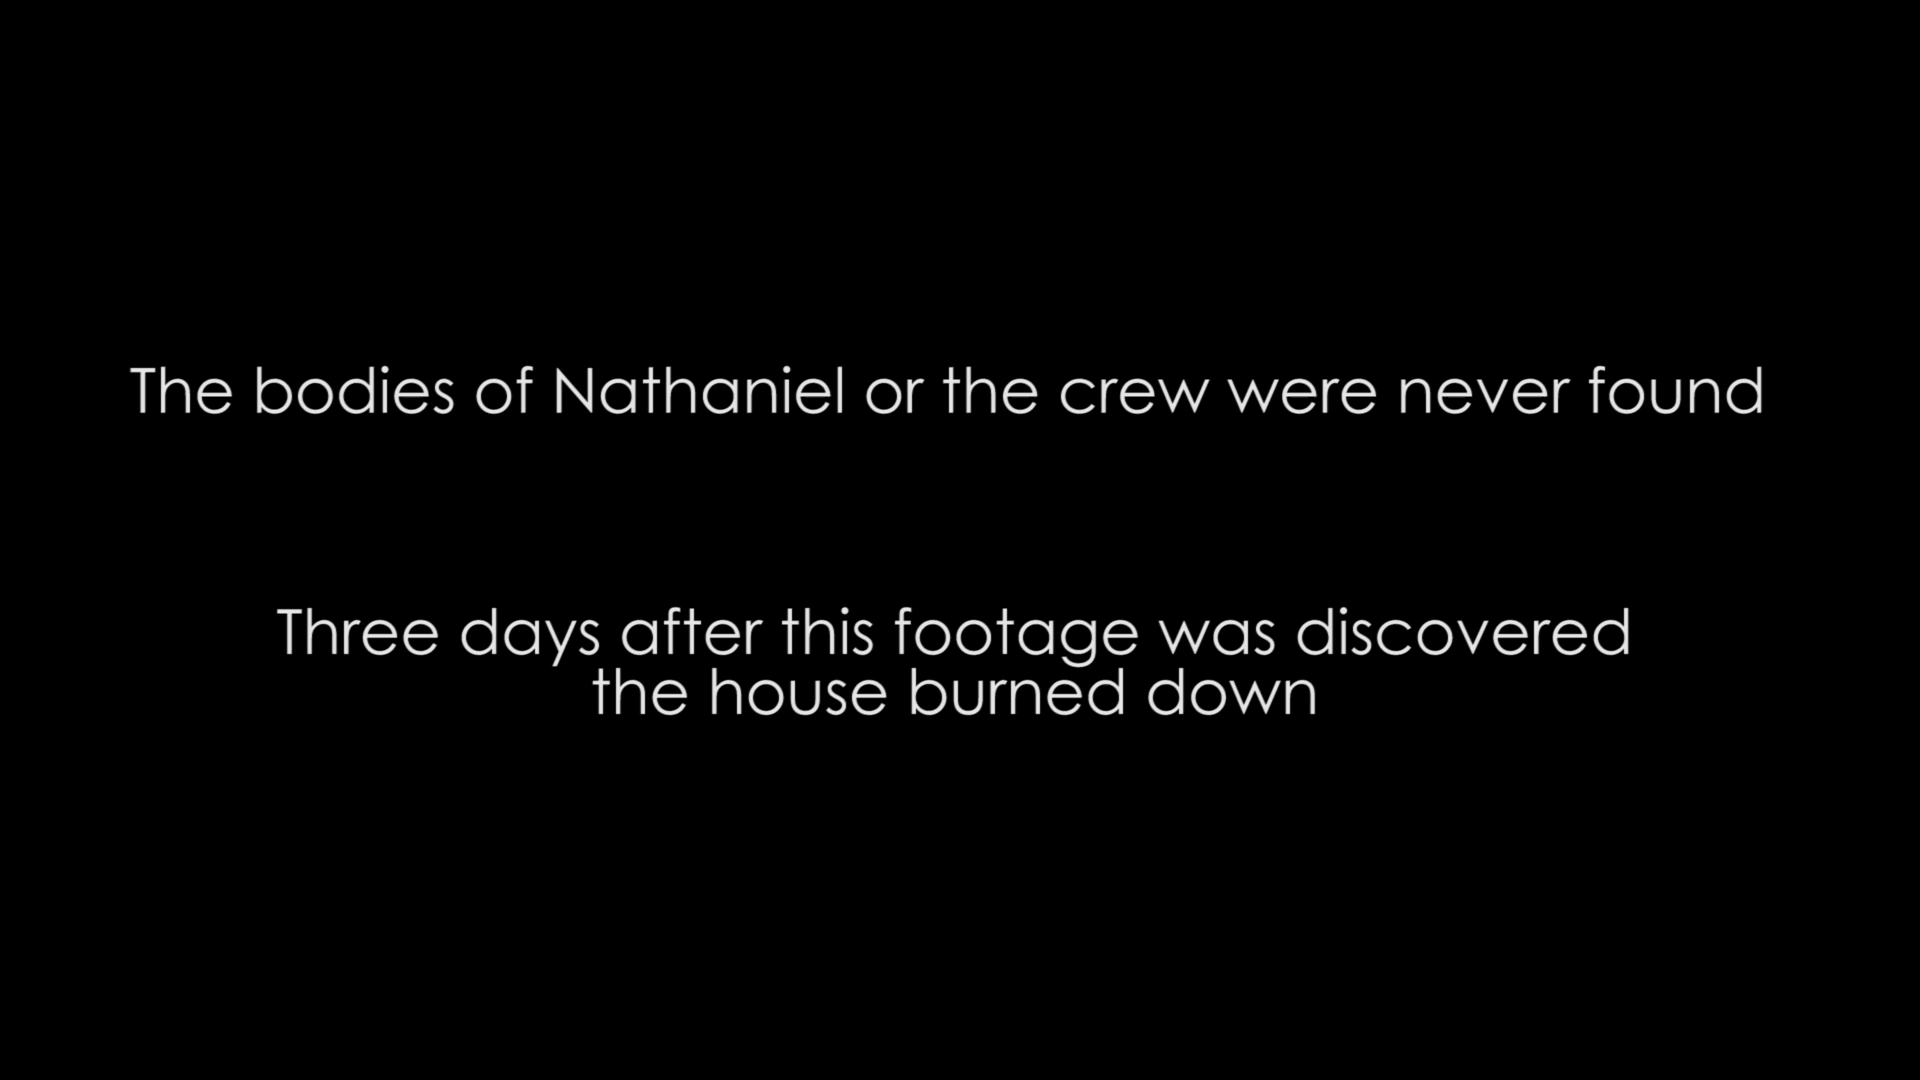 The bodies of Nathaniel or the crew were never found
Three days after this footage was discovered
the house burned down